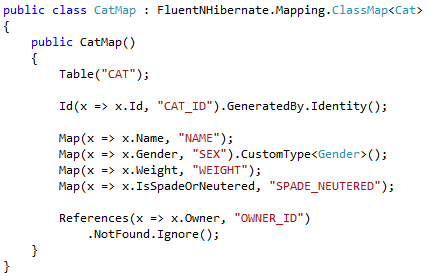 public class CatMap : FluentNHibernate.Mapping.ClassMap<Cat>
{
    public CatMap()
    {
        Table("CAT");

        Id(x => x.Id, "CAT_ID").GeneratedBy.Identity();

        Map(x => x.Name, "NAME");
        Map(x => x.Gender, "SEX").CustomType<Gender>();
        Map(x => x.Weight, "WEIGHT");
        Map(x => x.IsSpadeOrNeutered, "SPADE_NEUTERED");

        References(x => x.Owner, "OWNER_ID")
            .NotFound.Ignore();
    }
}